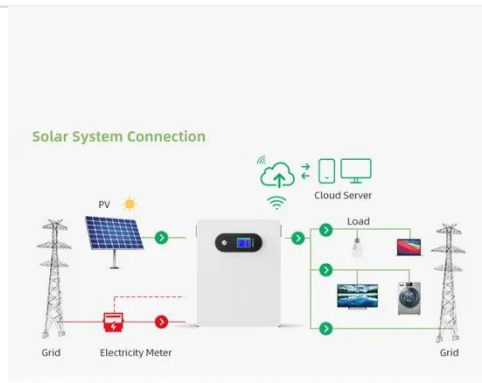 Solar System Connection
Cloud Server
PV
Load
Grid
Electricity Meter
Grid